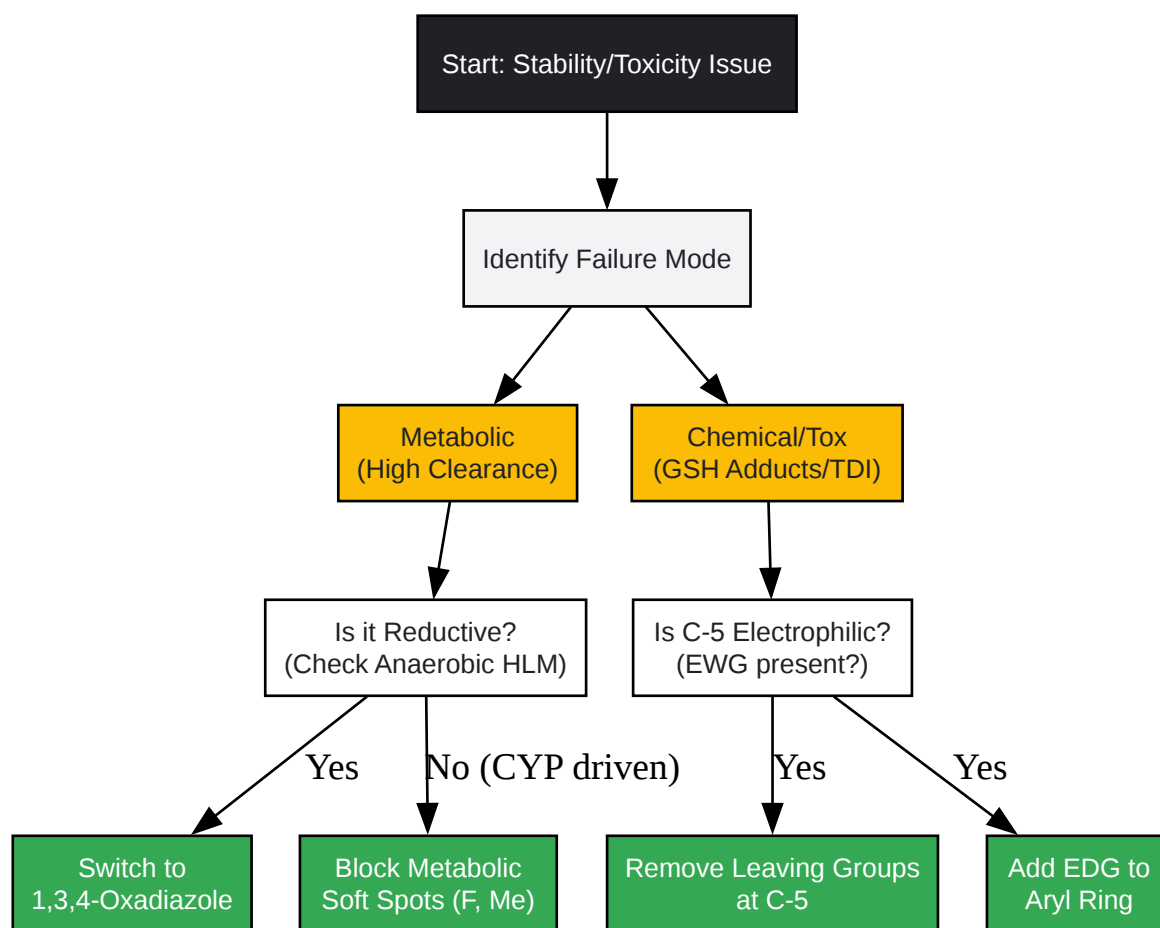 Start: Stability/Toxicity Issue
Identify Failure Mode
Metabolic
(High Clearance)
Chemical/Tox
(GSH Adducts/TDI)
Is it Reductive?
(Check Anaerobic HLM)
Is C-5 Electrophilic?
(EWG present?)
Yes
No (CYP driven)
Yes
Yes
Switch to
1,3,4-Oxadiazole
Block Metabolic
Soft Spots (F, Me)
Remove Leaving Groups
at C-5
Add EDG to
Aryl Ring